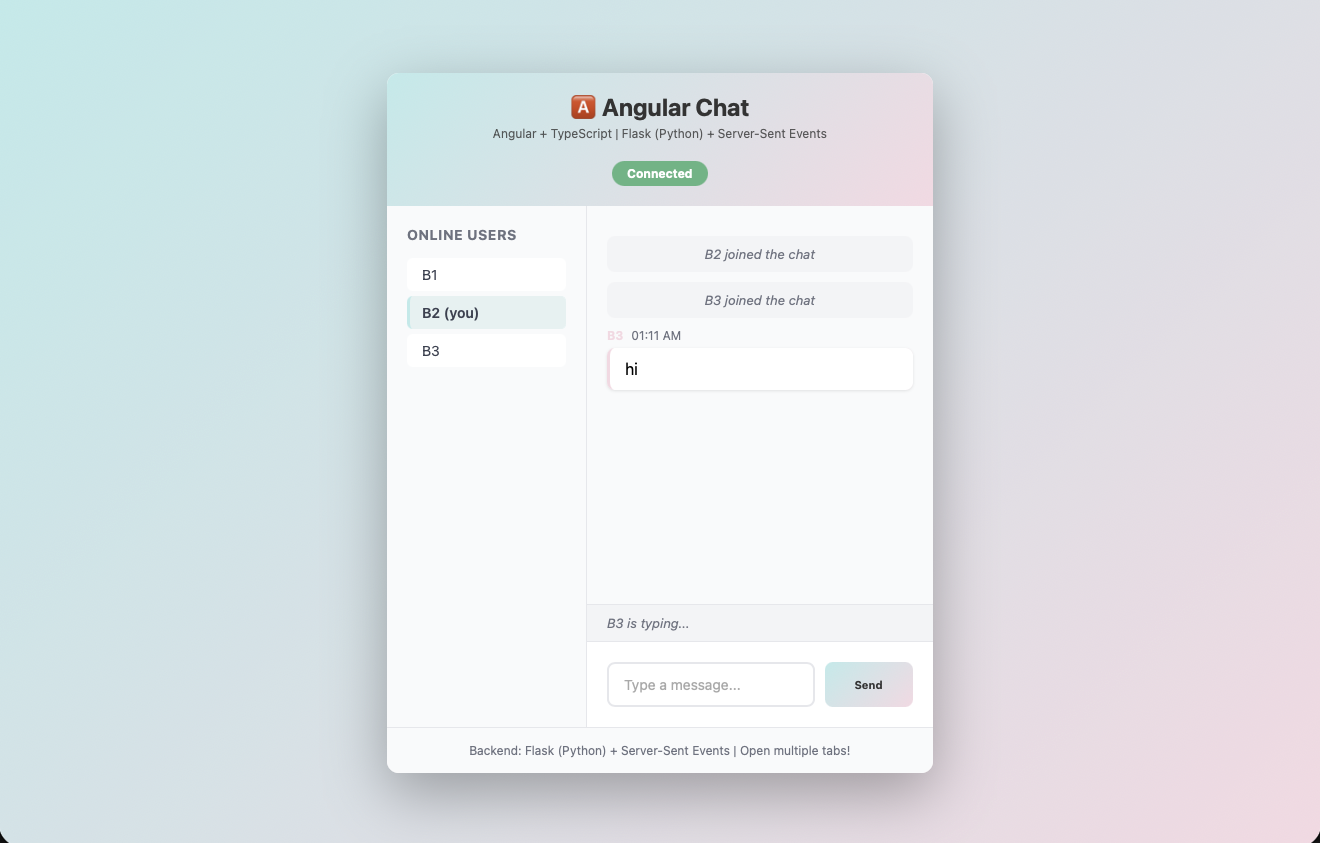 🅰️ Angular Chat
Angular + TypeScript | Flask (Python) + Server-Sent Events
Connected
ONLINE USERS
B1
B2 (you)
B3
B2 joined the chat
B3 joined the chat
B3 01:11 AM
hi
B3 is typing...
Type a message...
Send
Backend: Flask (Python) + Server-Sent Events | Open multiple tabs!